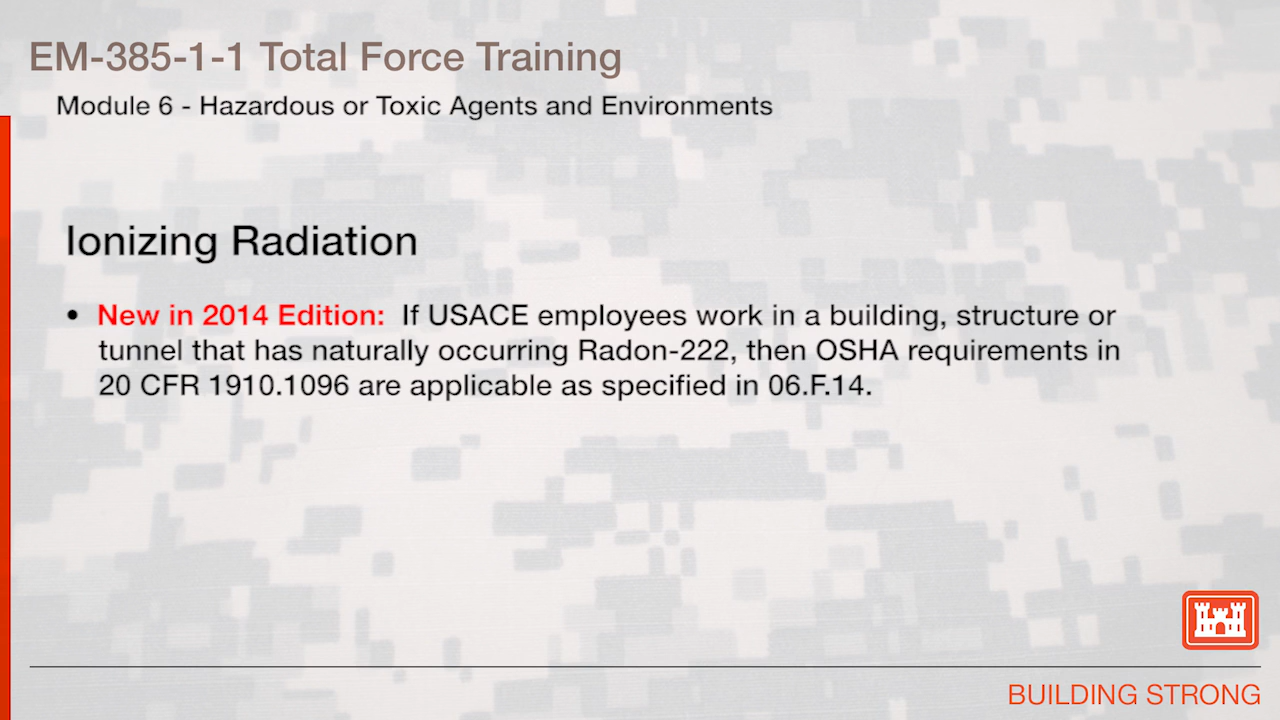 EM-385-1-1 Total Force Training
Module 6 - Hazardous or Toxic Agents and Environments
Ionizing Radiation
• New in 2014 Edition: If USACE employees work in a building, structure or
tunnel that has naturally occurring Radon-222, then OSHA requirements in
20 CFR 1910.1096 are applicable as specified in 06.F.14.
BUILDING STRONG